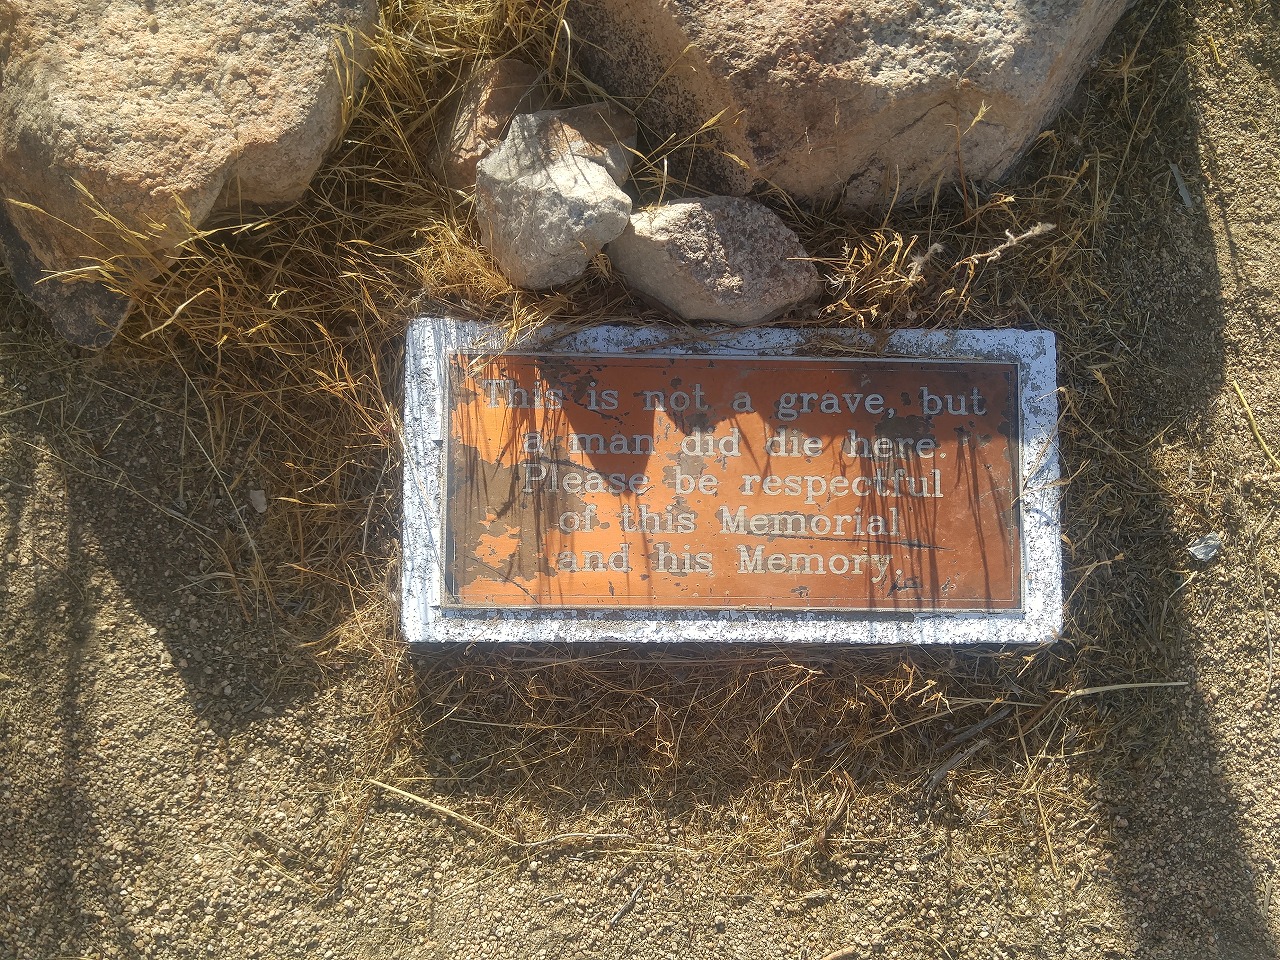 This is not a grave, but
a man did die here.
Please be respectful
of this Memorial
and his Memory.